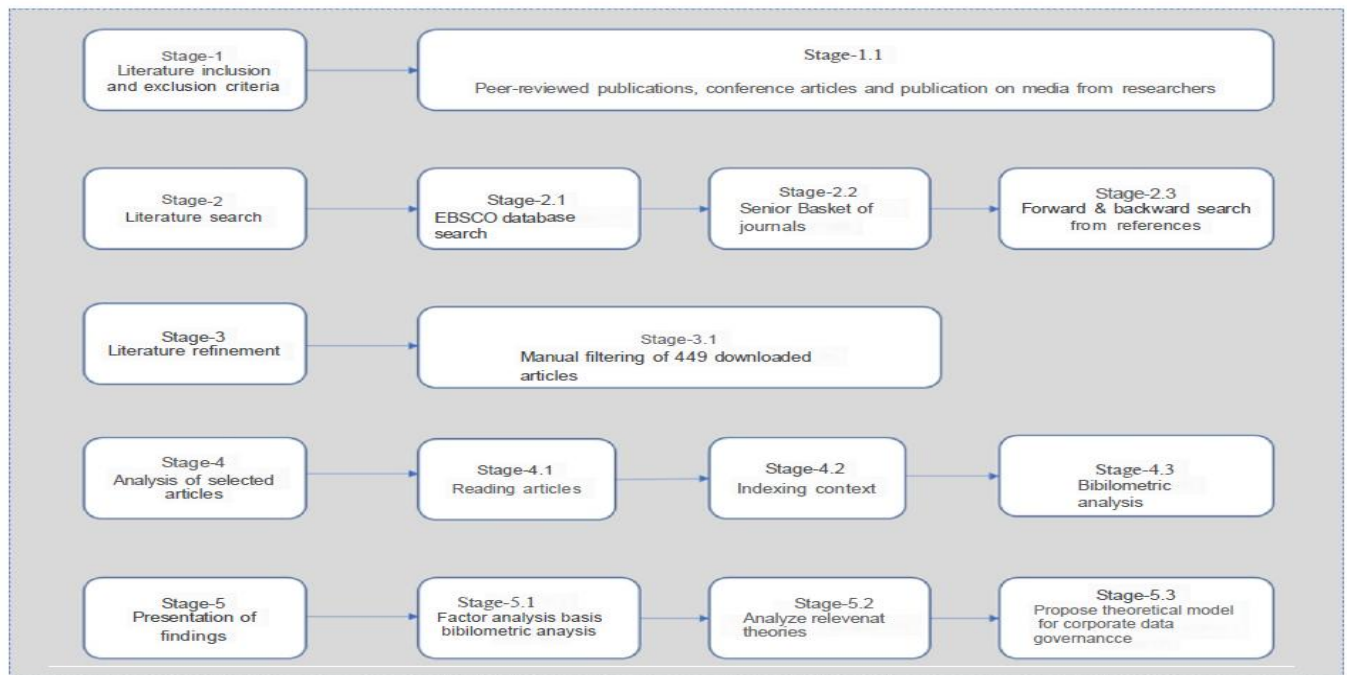 Stage-1
Literature inclusion
and exclusion criteria
Stage-1.1
Peer-reviewed publications, conference articles and publication on media from researchers
Stage-2
Literature search
Stage-2.1
EBSCO database
search
Stage-2.2
Senior Basket of
journals
Stage-2.3
Forward & backward search
from references
Stage-3
Literature refinement
Stage-3.1
Manual filtering of 449 downloaded
articles
Stage-4
Analysis of selected
articles
Stage-4.1
Reading articles
Stage-4.2
Indexing context
Stage-4.3
Bibilometric
analysis
Stage-5
Presentation of
findings
Stage-5.1
Factor analysis basis
bibilometric anaysis
Stage-5.2
Analyze relevenat
theories
Stage-5.3
Propose theoretical model
for corporate data
governancce